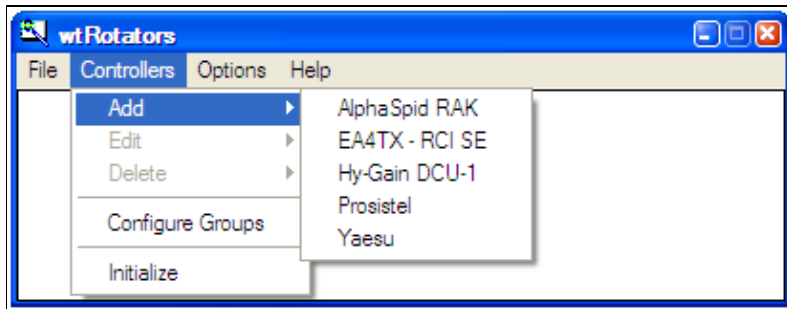 wtRotators
File Controllers Options Help
Add
Edit
Delete
Configure Groups
Initialize
AlphaSpid RAK
EA4TX - RCI SE
Hy-Gain DCU-1
Prosistel
Yaesu